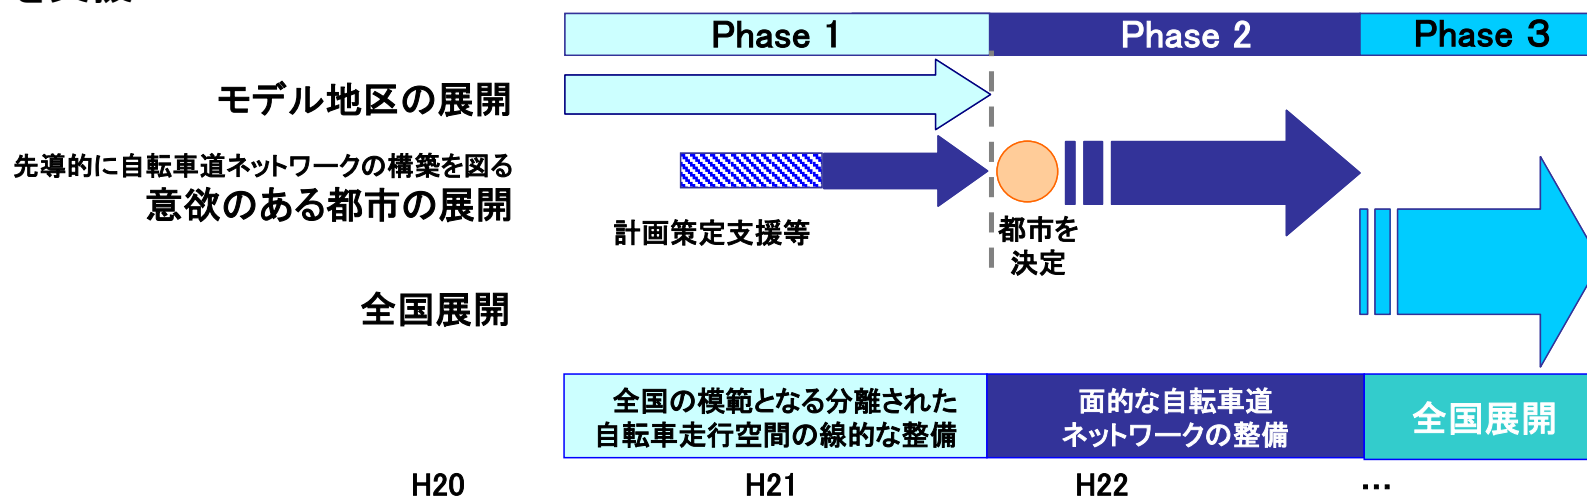 Phase 1
Phase 2
Phase 3
モデル地区の展開
先導的に自転車道ネットワークの構築を図る
意欲のある都市の展開
計画策定支援等
都市を
決定
全国展開
全国の模範となる分離された
自転車走行空間の線的な整備
面的な自転車道
ネットワークの整備
全国展開
H20
H21
H22
…